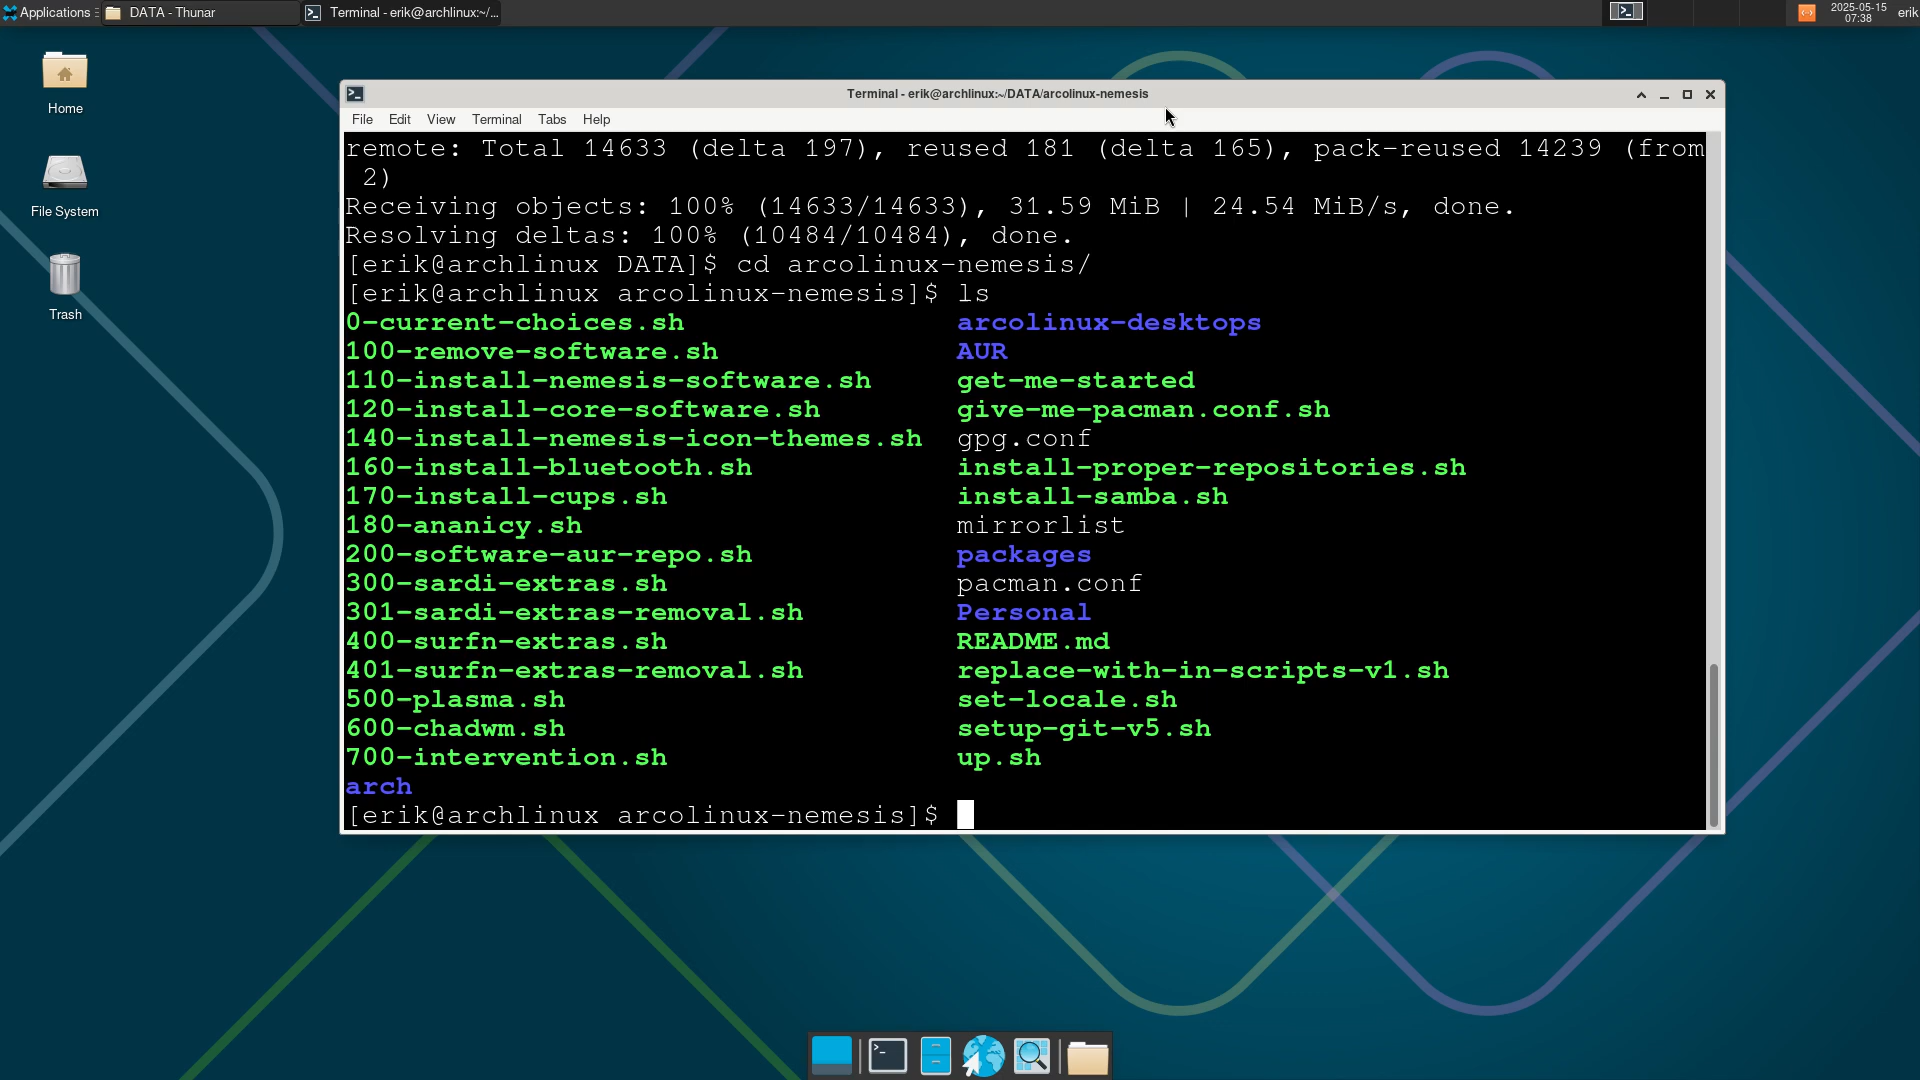 Applications
DATA - Thunar
Terminal - erik@archlinux:~/...
2025-05-15
07:38
erik
Home
File System
Trash
Terminal - erik@archlinux:~/DATA/arcolinux-nemesis
File Edit View Terminal Tabs Help
remote: Total 14633 (delta 197), reused 181 (delta 165), pack-reused 14239 (from
2)
Receiving objects: 100% (14633/14633), 31.59 MiB | 24.54 MiB/s, done.
Resolving deltas: 100% (10484/10484), done.
[erik@archlinux DATA]$ cd arcolinux-nemesis/
[erik@archlinux arcolinux-nemesis]$ ls
0-current-choices.sh arcolinux-desktops
100-remove-software.sh AUR
110-install-nemesis-software.sh get-me-started
120-install-core-software.sh give-me-pacman.conf.sh
140-install-nemesis-icon-themes.sh gpg.conf
160-install-bluetooth.sh install-proper-repositories.sh
170-install-cups.sh install-samba.sh
180-ananicy.sh mirrorlist
200-software-aur-repo.sh packages
300-sardi-extras.sh pacman.conf
301-sardi-extras-removal.sh Personal
400-surfn-extras.sh README.md
401-surfn-extras-removal.sh replace-with-in-scripts-v1.sh
500-plasma.sh set-locale.sh
600-chadwm.sh setup-git-v5.sh
700-intervention.sh up.sh
arch
[erik@archlinux arcolinux-nemesis]$